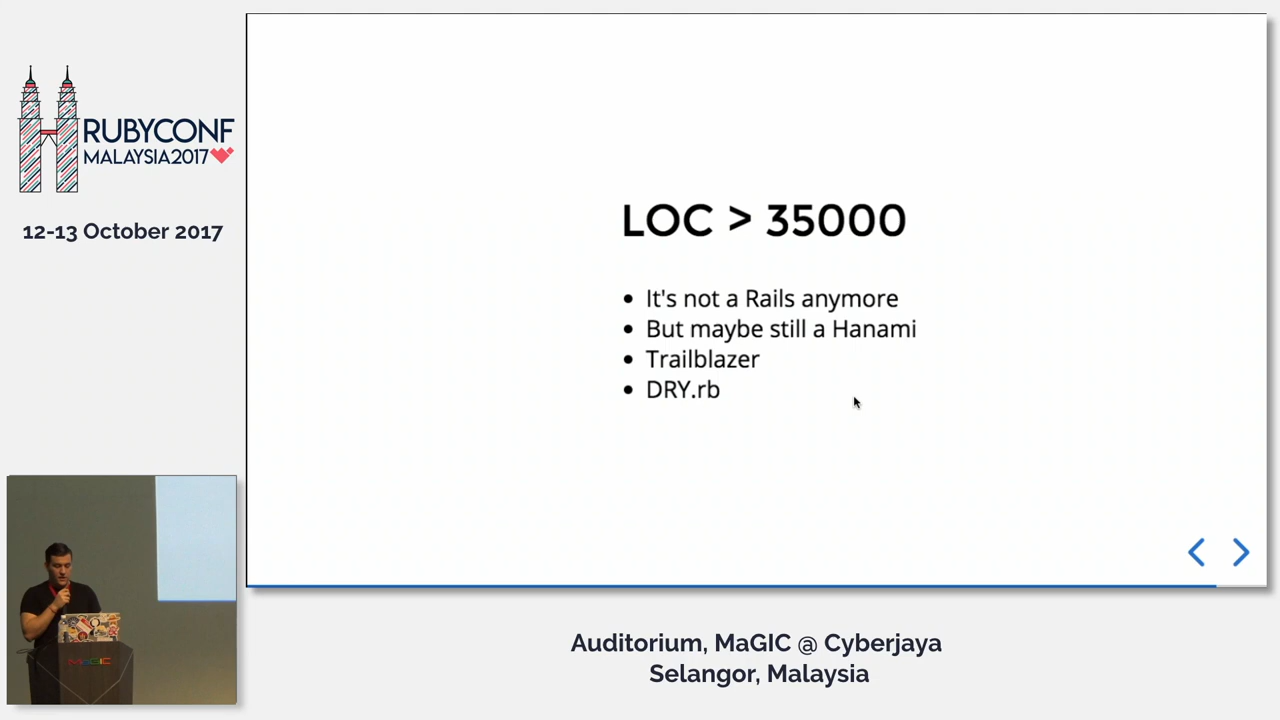 RUBYCONF
MALAYSIA2017
12-13 October 2017
LOC > 35000
It's not a Rails anymore
But maybe still a Hanami
Trailblazer
DRY.rb
MaGIC
Auditorium, MaGIC @ Cyberjaya
Selangor, Malaysia